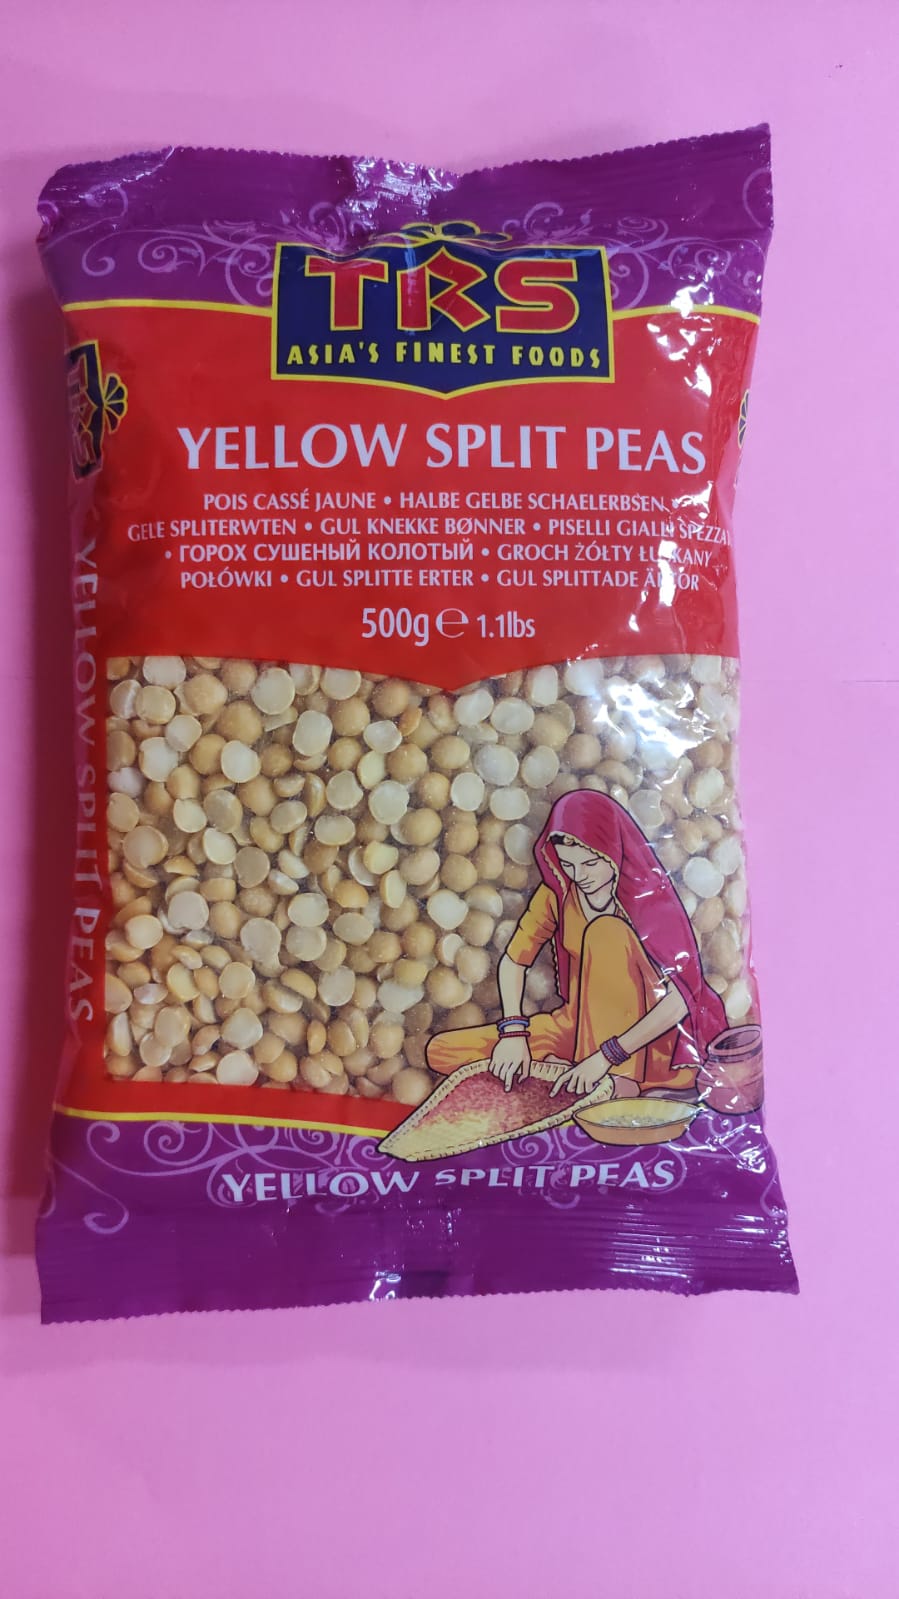 TRS
ASIA'S FINEST FOODS
YELLOW SPLIT PEAS
POIS CASSÉ JAUNE • HALBE GELBE SCHAELERBSEN
GELE SPLITERWTEN • GUL KNEKKE BØNNER • PISELLI GIALLI
• ГОРОХ СУШЕНЫЙ КОЛОТЫЙ • GROCH ŻÓŁTY
POŁÓWKI • GUL SPLITTE ERTER • GUL SPLITTADE
500g ℮ 1.1lbs
TRS
YELLOW SPLIT PEAS
YELLOW SPLIT PEAS